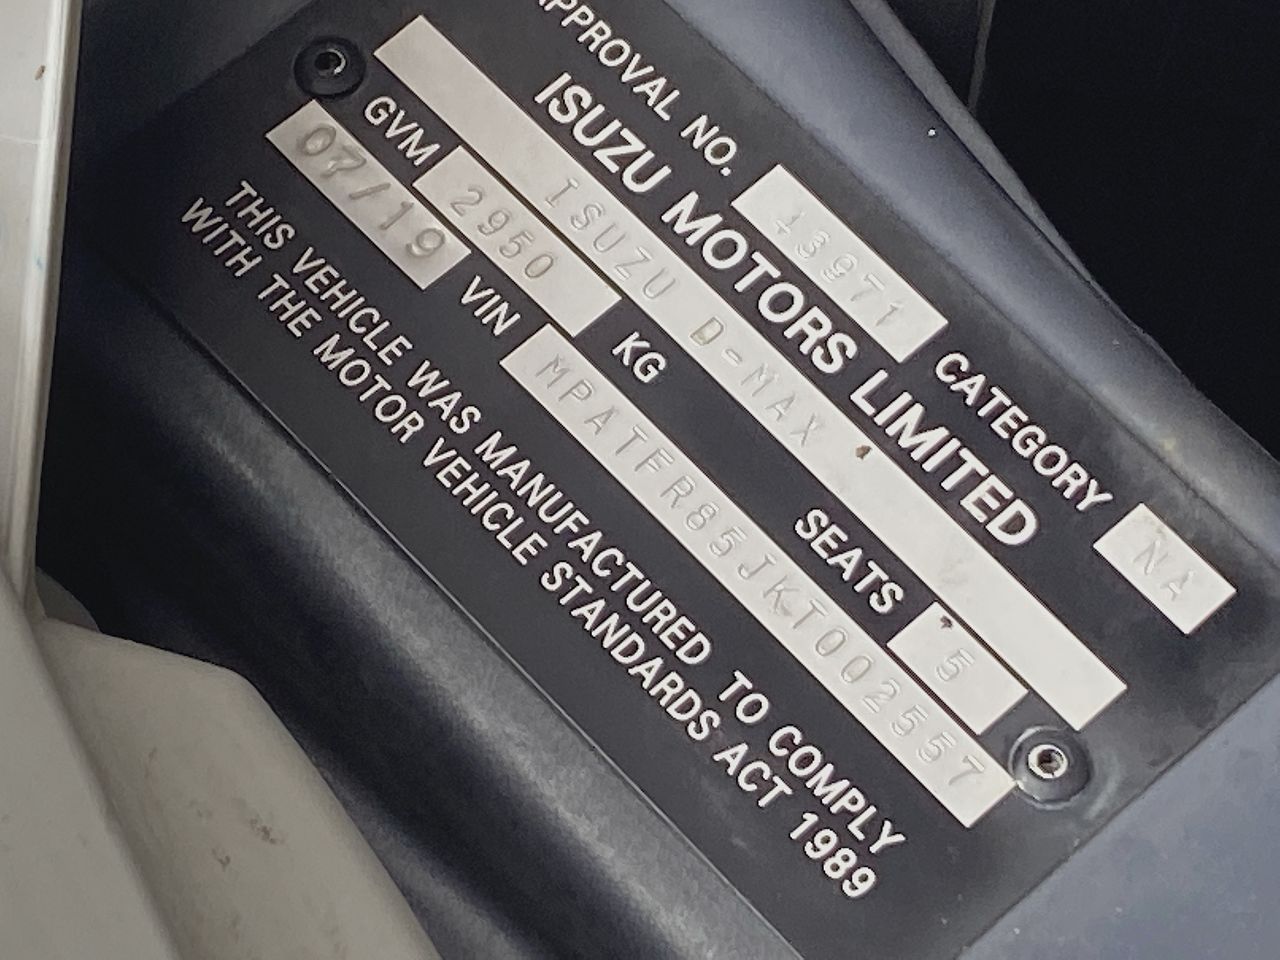 APPROVAL NO. 13971 CATEGORY NA
ISUZU MOTORS LIMITED
ISUZU D-MAX
GVM 2950 KG SEATS 5
07/19 VIN MPATFR85JKT002557
THIS VEHICLE WAS MANUFACTURED TO COMPLY
WITH THE MOTOR VEHICLE STANDARDS ACT 1989